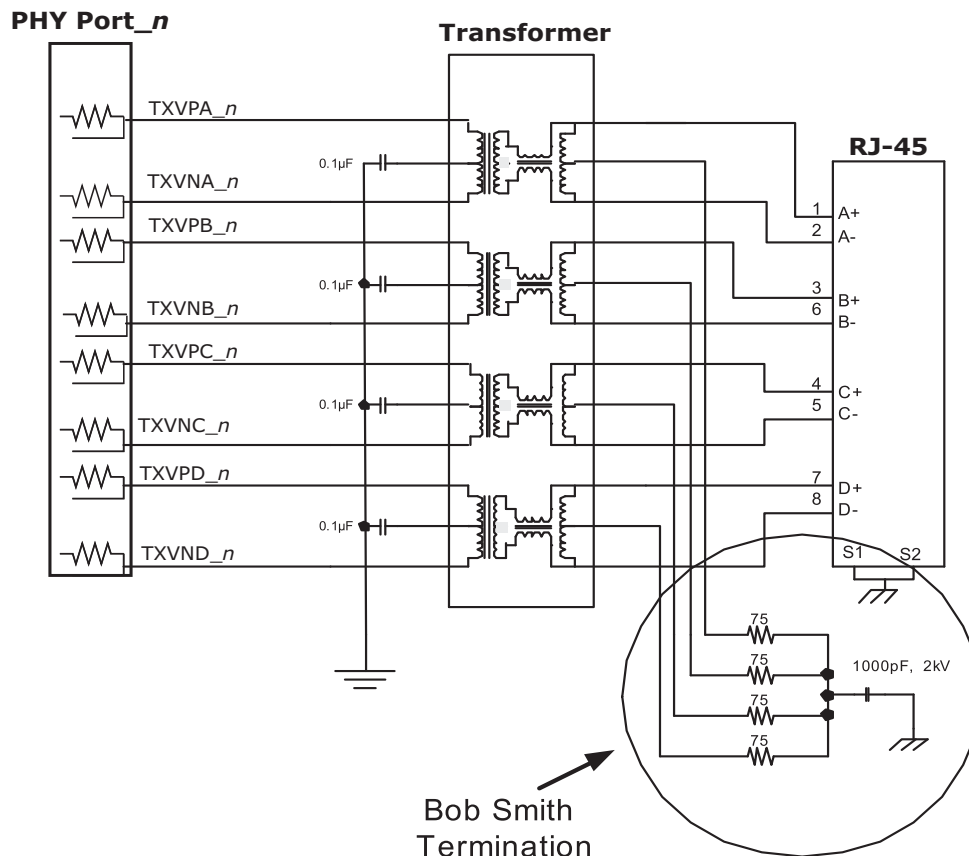 PHY Port_n
Transformer
RJ-45
TXVPA_n
0.1µF
TXVNA_n
TXVPB_n
0.1µF
TXVNB_n
TXVPC_n
0.1µF
TXVNC_n
TXVPD_n
0.1µF
TXVND_n
1 A+
2 A-
3 B+
6 B-
4 C+
5 C-
7 D+
8 D-
S1 S2
75
75
75
75
1000pF, 2kV
Bob Smith
Termination